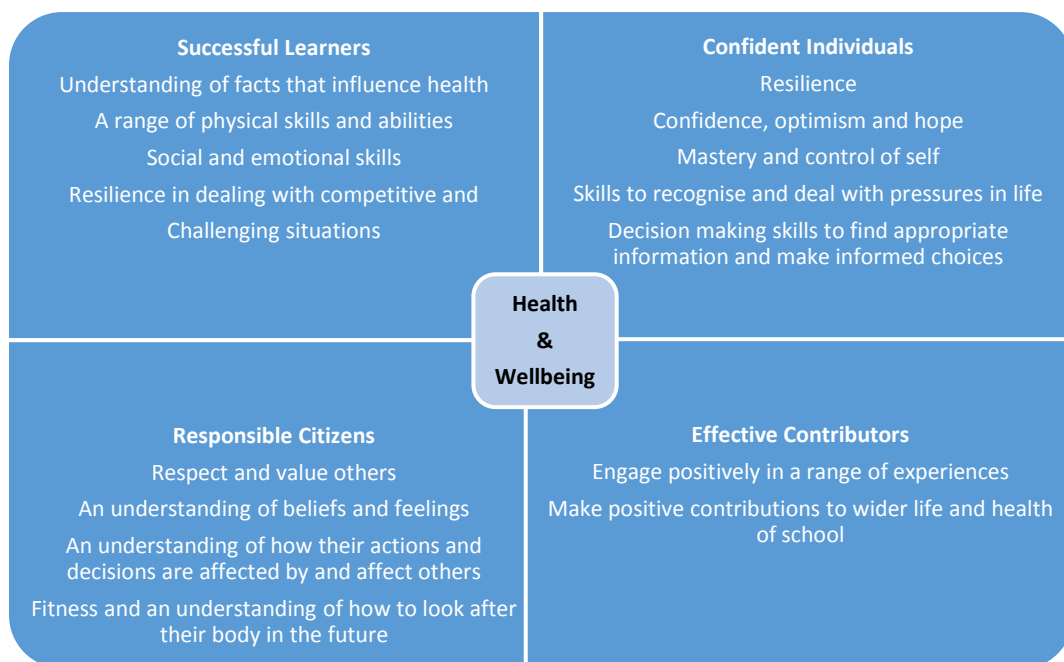 Successful Learners
Understanding of facts that influence health
A range of physical skills and abilities
Social and emotional skills
Resilience in dealing with competitive and
Challenging situations
Confident Individuals
Resilience
Confidence, optimism and hope
Mastery and control of self
Skills to recognise and deal with pressures in life
Decision making skills to find appropriate
information and make informed choices
Health
&
Wellbeing
Responsible Citizens
Respect and value others
An understanding of beliefs and feelings
An understanding of how their actions and
decisions are affected by and affect others
Fitness and an understanding of how to look after
their body in the future
Effective Contributors
Engage positively in a range of experiences
Make positive contributions to wider life and health
of school